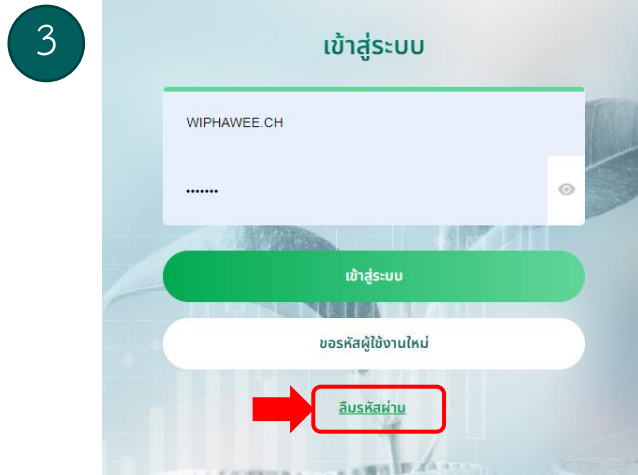 3
เข้าสู่ระบบ
WIPHAWEE.CH
•••••••
เข้าสู่ระบบ
ขอรหัสผู้ใช้งานใหม่
ลืมรหัสผ่าน